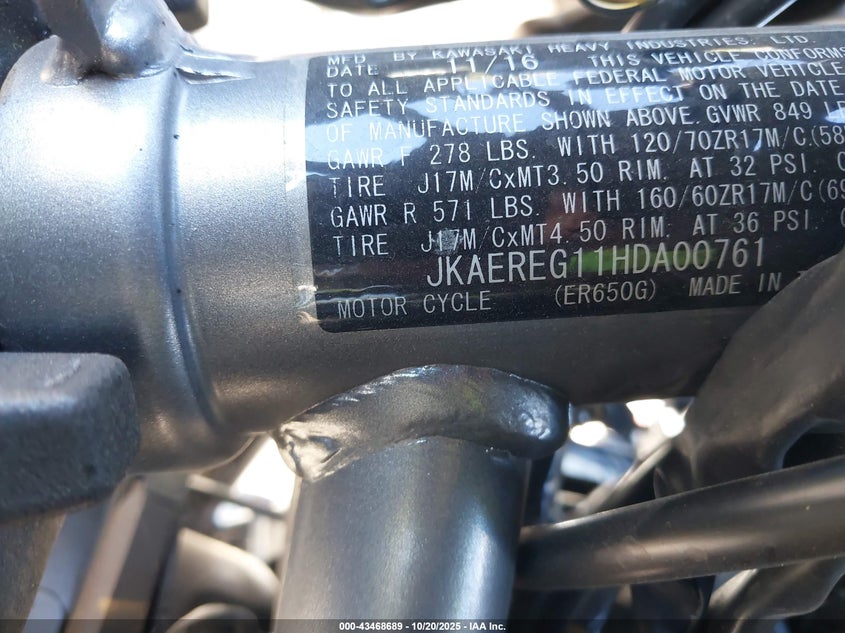 MFD. BY KAWASAKI HEAVY INDUSTRIES, LTD.
DATE 11/16 THIS VEHICLE CONFORMS
TO ALL APPLICABLE FEDERAL MOTOR VEHICLE
SAFETY STANDARDS IN EFFECT ON THE DATE
OF MANUFACTURE SHOWN ABOVE. GVWR 849
GAWR F 278 LBS. WITH 120/70ZR17M/C(58
TIRE J17M/CxMT3.50 RIM. AT 32 PSI.
GAWR R 571 LBS. WITH 160/60ZR17M/C(69
TIRE J17M/CxMT4.50 RIM. AT 36 PSI.
JKAEREG11HDA00761
MOTOR CYCLE (ER650G) MADE IN
000-43468689 | 10/20/2025 | IAA Inc.